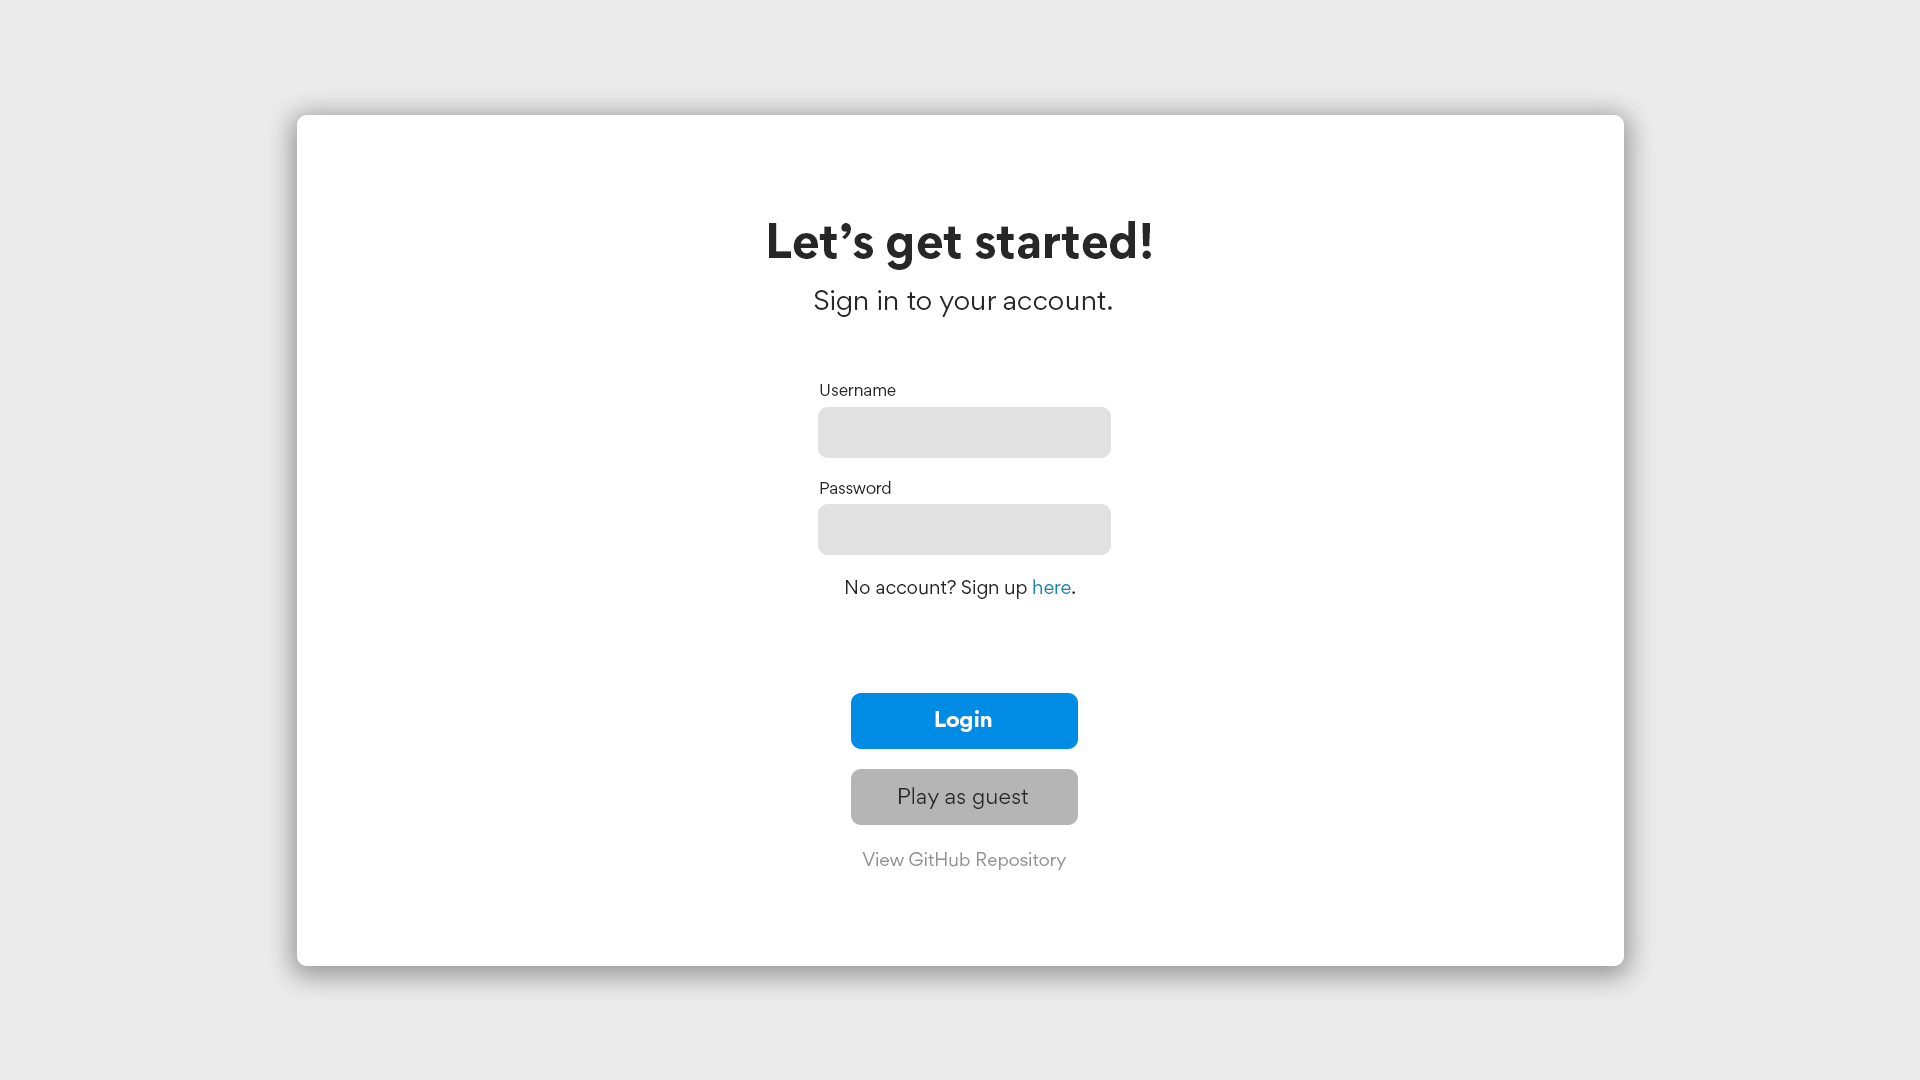 Let’s get started!
Sign in to your account.
Username
Password
No account? Sign up here.
Login
Play as guest
View GitHub Repository